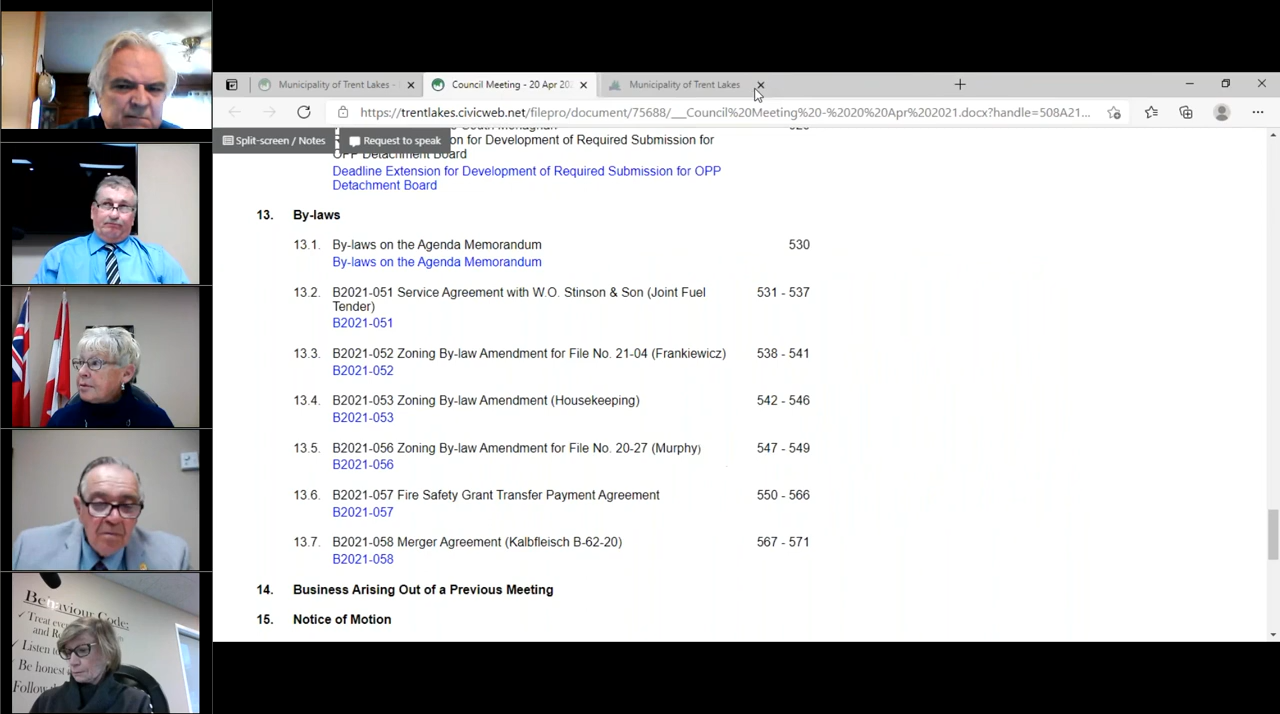 Municipality of Trent Lakes -
Council Meeting - 20 Apr 202
Municipality of Trent Lakes
https://trentlakes.civicweb.net/filepro/document/75688/__Council%20Meeting%20-%2020%20Apr%202021.docx?handle=508A21...
Split-screen / Notes
Request to speak
for Development of Required Submission for
OPP Detachment Board
Deadline Extension for Development of Required Submission for OPP
Detachment Board
13. By-laws
13.1. By-laws on the Agenda Memorandum 530
By-laws on the Agenda Memorandum
13.2. B2021-051 Service Agreement with W.O. Stinson & Son (Joint Fuel 531 - 537
Tender)
B2021-051
13.3. B2021-052 Zoning By-law Amendment for File No. 21-04 (Frankiewicz) 538 - 541
B2021-052
13.4. B2021-053 Zoning By-law Amendment (Housekeeping) 542 - 546
B2021-053
13.5. B2021-056 Zoning By-law Amendment for File No. 20-27 (Murphy) 547 - 549
B2021-056
13.6. B2021-057 Fire Safety Grant Transfer Payment Agreement 550 - 566
B2021-057
13.7. B2021-058 Merger Agreement (Kalbfleisch B-62-20) 567 - 571
B2021-058
14. Business Arising Out of a Previous Meeting
15. Notice of Motion
Behaviour Code:
Treat
and
Listen
Be honest
Follow